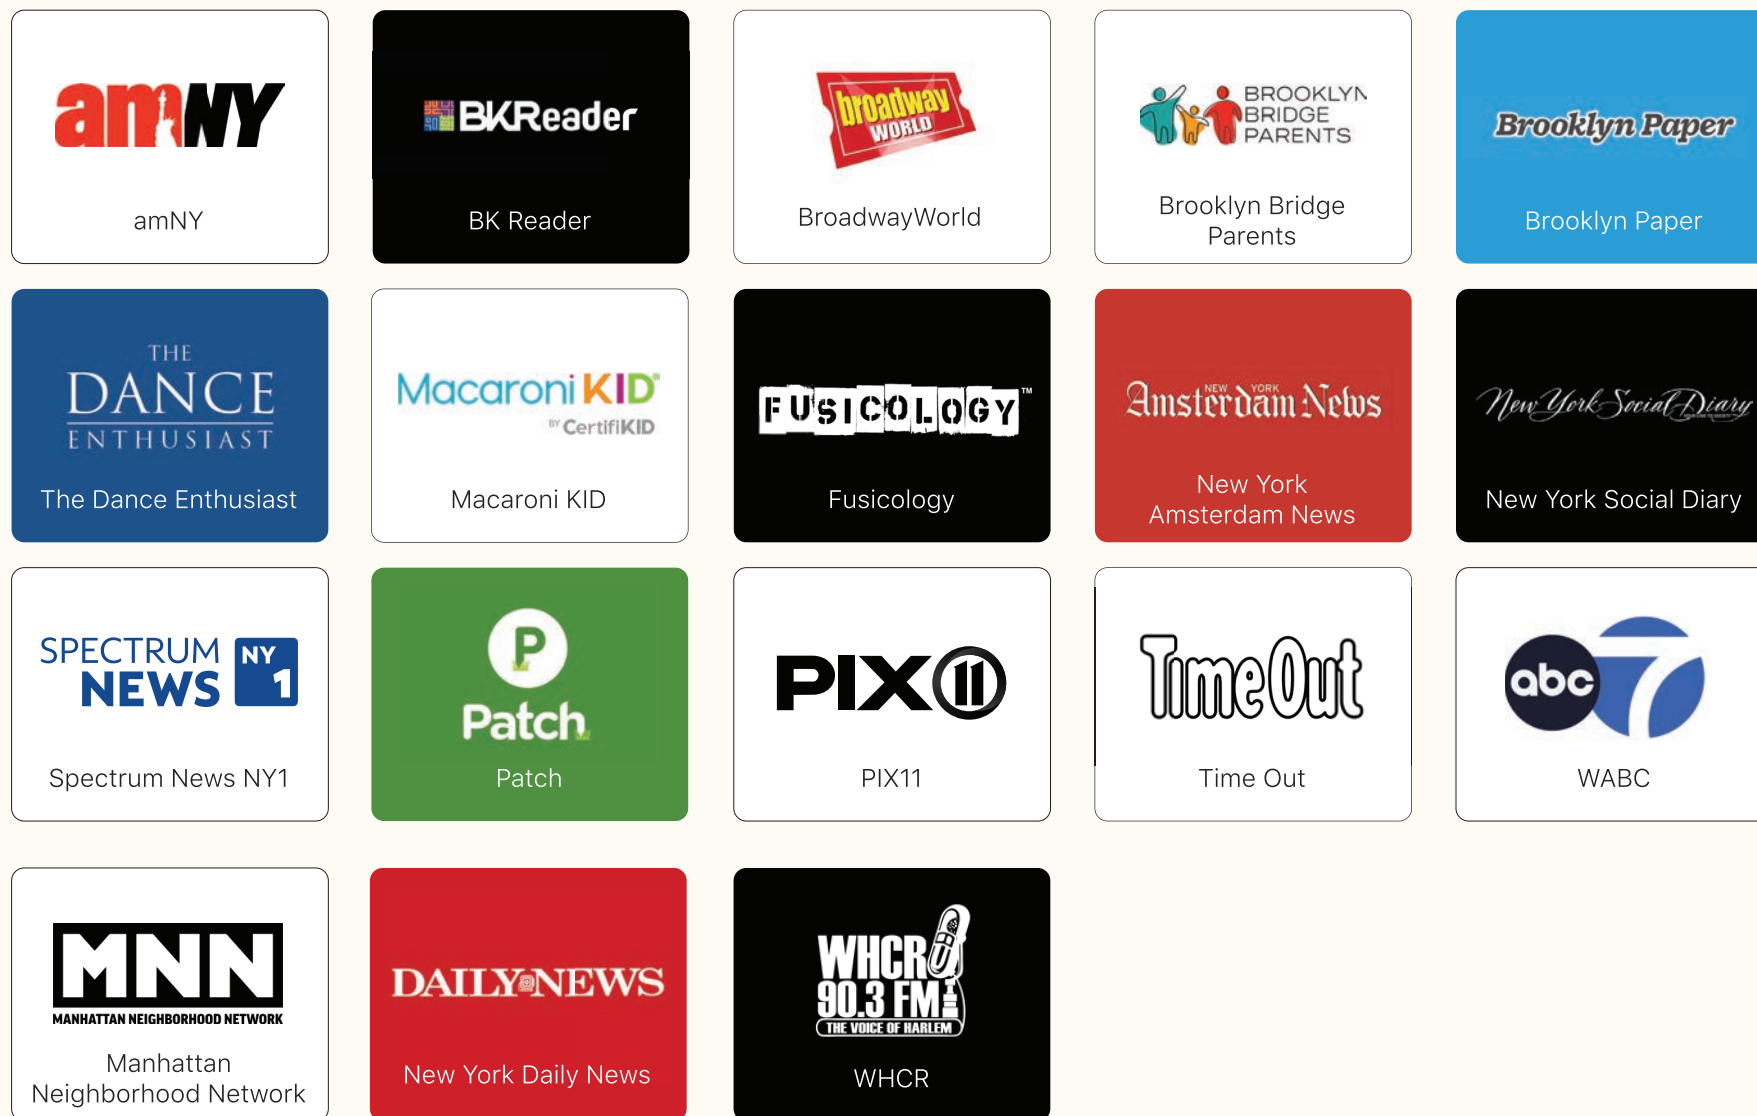 amNY
amNY
BKReader
BK Reader
broadway
WORLD
BroadwayWorld
BROOKLYN
BRIDGE
PARENTS
Brooklyn Bridge
Parents
Brooklyn Paper
Brooklyn Paper
THE
DANCE
ENTHUSIAST
The Dance Enthusiast
Macaroni KID®
BY CertifiKID
Macaroni KID
FUSICOLOGY™
Fusicology
NEW YORK
Amsterdam News
New York
Amsterdam News
New York Social Diary
New York Social Diary
SPECTRUM
NEWS
NY
1
Spectrum News NY1
P
Patch
Patch
PIX11
PIX11
Time Out
Time Out
abc 7
WABC
MNN
MANHATTAN NEIGHBORHOOD NETWORK
Manhattan
Neighborhood Network
DAILY NEWS
New York Daily News
WHCR
90.3 FM
THE VOICE OF HARLEM
WHCR